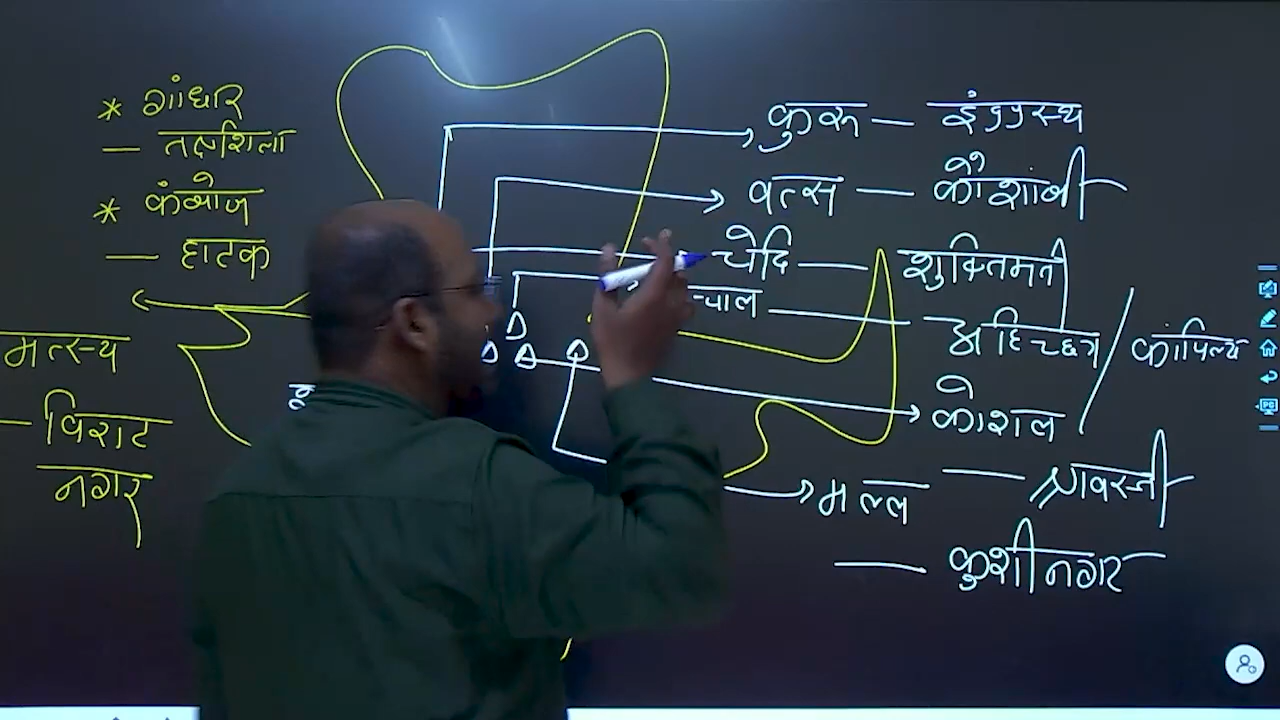 * गांधार
— तक्षशिला
* कंबोज
— हाटक
मत्स्य
— विराट
नगर
कुरू — इंद्रप्रस्थ
वत्स — कौशांबी
चेदि — शुक्तिमती
चाल — अहिच्छत्र / कांपिल्य
कोशल
— श्रावस्ती
मल्ल
— कुशीनगर